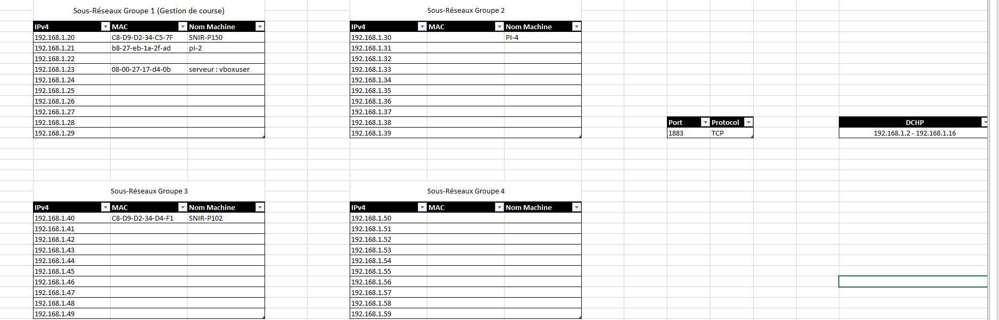 Sous-Réseaux Groupe 1 (Gestion de course)
IPv4 MAC Nom Machine
192.168.1.20 C8-D9-D2-34-C5-7F SNIR-P150
192.168.1.21 b8-27-eb-1a-2f-ad pi-2
192.168.1.22
192.168.1.23 08-00-27-17-d4-0b serveur : vboxuser
192.168.1.24
192.168.1.25
192.168.1.26
192.168.1.27
192.168.1.28
192.168.1.29
Sous-Réseaux Groupe 2
IPv4 MAC Nom Machine
192.168.1.30 PI-4
192.168.1.31
192.168.1.32
192.168.1.33
192.168.1.34
192.168.1.35
192.168.1.36
192.168.1.37
192.168.1.38
192.168.1.39
Port Protocol
1883 TCP
DCHP
192.168.1.2 - 192.168.1.16
Sous-Réseaux Groupe 3
IPv4 MAC Nom Machine
192.168.1.40 C8-D9-D2-34-D4-F1 SNIR-P102
192.168.1.41
192.168.1.42
192.168.1.43
192.168.1.44
192.168.1.45
192.168.1.46
192.168.1.47
192.168.1.48
192.168.1.49
Sous-Réseaux Groupe 4
IPv4 MAC Nom Machine
192.168.1.50
192.168.1.51
192.168.1.52
192.168.1.53
192.168.1.54
192.168.1.55
192.168.1.56
192.168.1.57
192.168.1.58
192.168.1.59